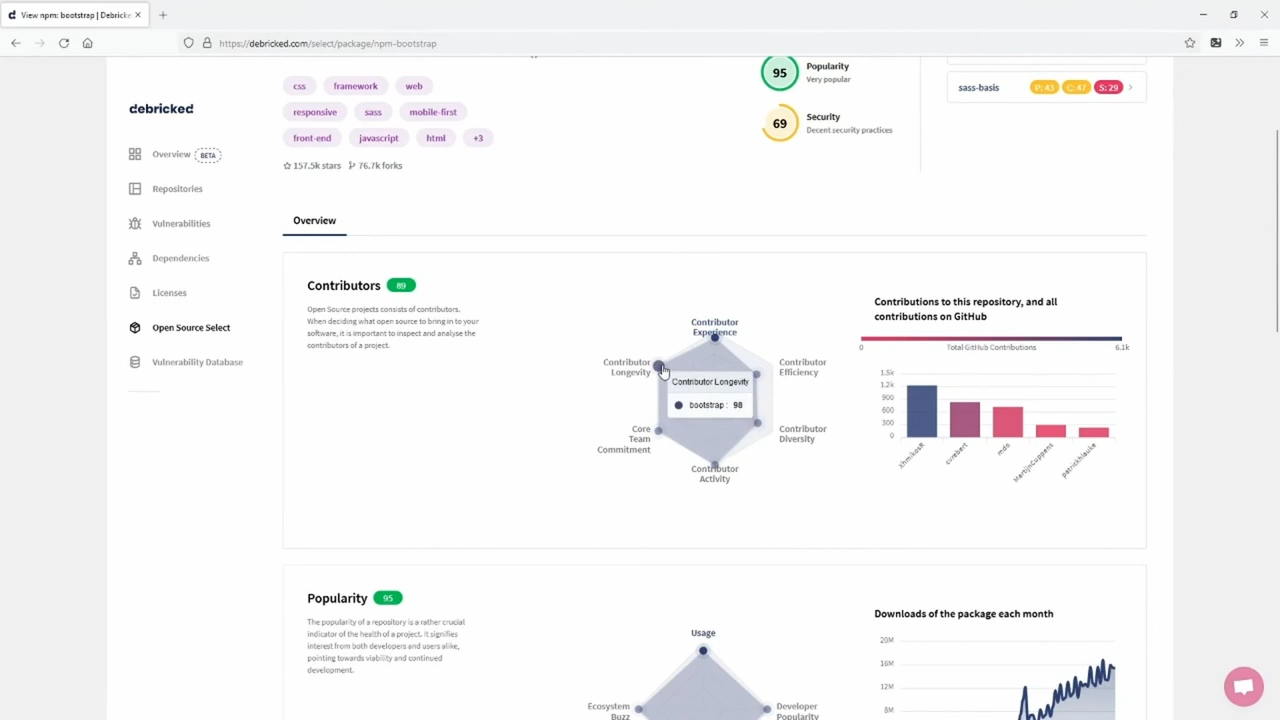 View npm: bootstrap | Debricke
https://debricked.com/select/package/npm-bootstrap
debricked
Overview BETA
Repositories
Vulnerabilities
Dependencies
Licenses
Open Source Select
Vulnerability Database
css framework web
responsive sass mobile-first
front-end javascript html +3
157.5k stars 76.7k forks
95 Popularity
Very popular
69 Security
Decent security practices
sass-basis P: 43 C: 47 S: 29
Overview
Contributors 89
Open Source projects consists of contributors.
When deciding what open source to bring in to your
software, it is important to inspect and analyse the
contributors of a project.
Contributor
Experience
Contributor
Longevity
Contributor
Efficiency
Contributor Longevity
bootstrap : 98
Core
Team
Commitment
Contributor
Diversity
Contributor
Activity
Contributions to this repository, and all
contributions on GitHub
0 Total GitHub Contributions 6.1k
1.5k
1.2k
900
600
300
0
XhmikosR
cvrebert
mdo
MartijnCuppens
patrickhlauke
Popularity 95
The popularity of a repository is a rather crucial
indicator of the health of a project. It signifies
interest from both developers and users alike,
pointing towards viability and continued
development.
Usage
Ecosystem
Buzz
Developer
Popularity
Downloads of the package each month
20M
16M
12M
8M